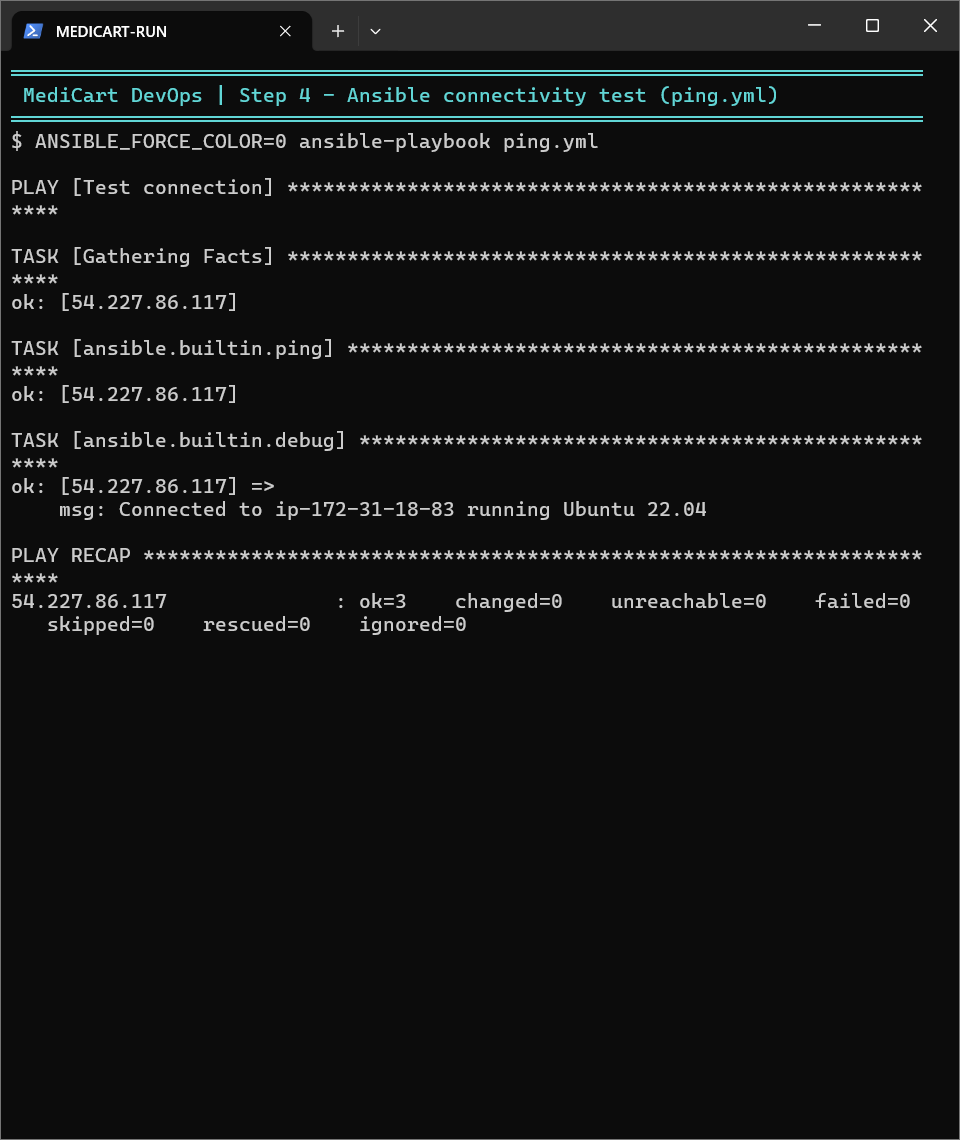 MEDICART-RUN
MediCart DevOps | Step 4 - Ansible connectivity test (ping.yml)
$ ANSIBLE_FORCE_COLOR=0 ansible-playbook ping.yml
PLAY [Test connection] *****************************************************
****
TASK [Gathering Facts] *****************************************************
****
ok: [54.227.86.117]
TASK [ansible.builtin.ping] ************************************************
****
ok: [54.227.86.117]
TASK [ansible.builtin.debug] ***********************************************
****
ok: [54.227.86.117] =>
    msg: Connected to ip-172-31-18-83 running Ubuntu 22.04
PLAY RECAP *****************************************************************
****
54.227.86.117              : ok=3    changed=0    unreachable=0    failed=0
   skipped=0    rescued=0    ignored=0